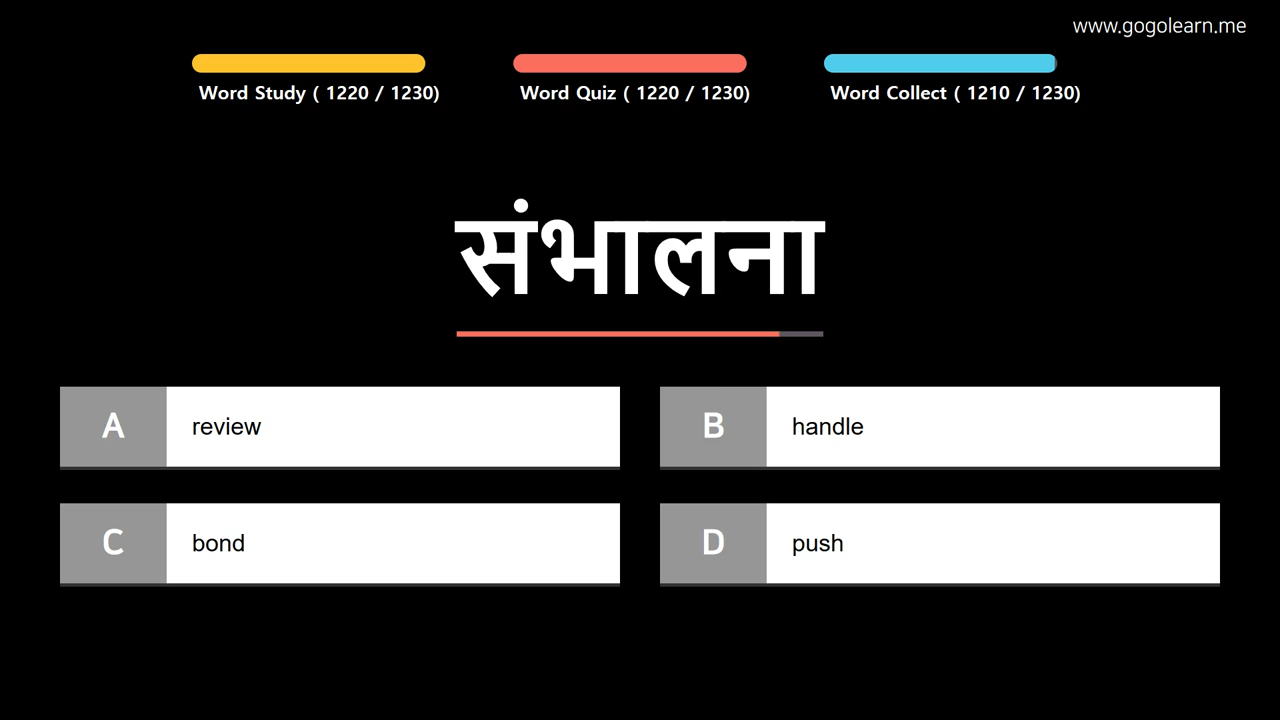 www.gogolearn.me
Word Study ( 1220 / 1230)
Word Quiz ( 1220 / 1230)
Word Collect ( 1210 / 1230)
संभालना
A review
B handle
C bond
D push